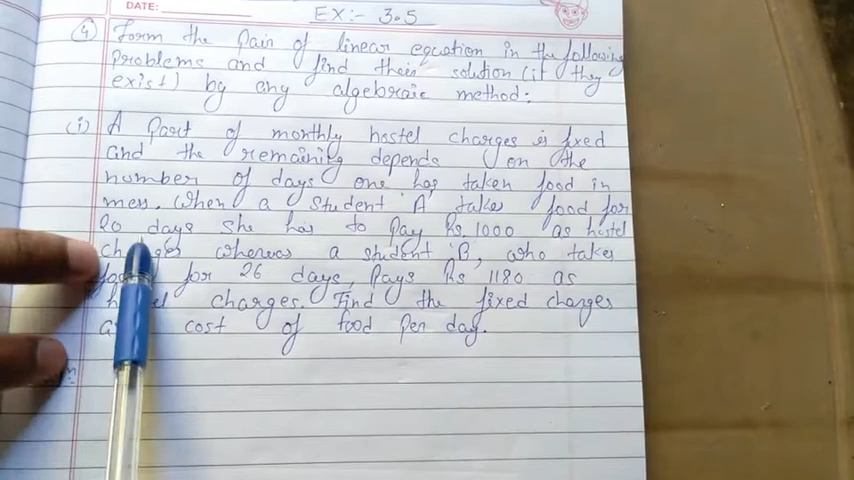 DATE:
EX:- 3.5
(4) Form the Pair of linear equation in the following
Problems and find their solution (if they
exist) by any algebraic method:
(i) A Part of monthly hostel charges is fixed
and the remaining depends on the
number of days one has taken food in
mess. When a student 'A' takes food for
20 days she has to pay Rs. 1000 as hostel
charges whereas a student 'B', who takes
for 26 days, Pays Rs 1180 as
charges. Find the fixed charges
cost of food per day.